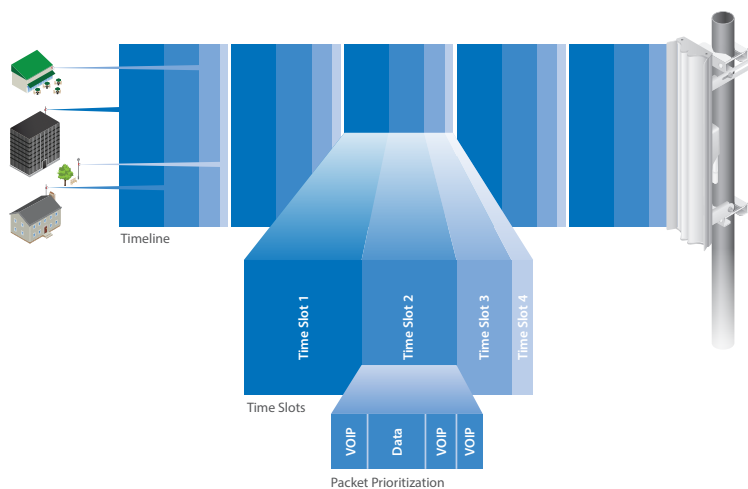 Timeline
Time Slot 1
Time Slot 2
Time Slot 3
Time Slot 4
Time Slots
VOIP
Data
VOIP
VOIP
Packet Prioritization